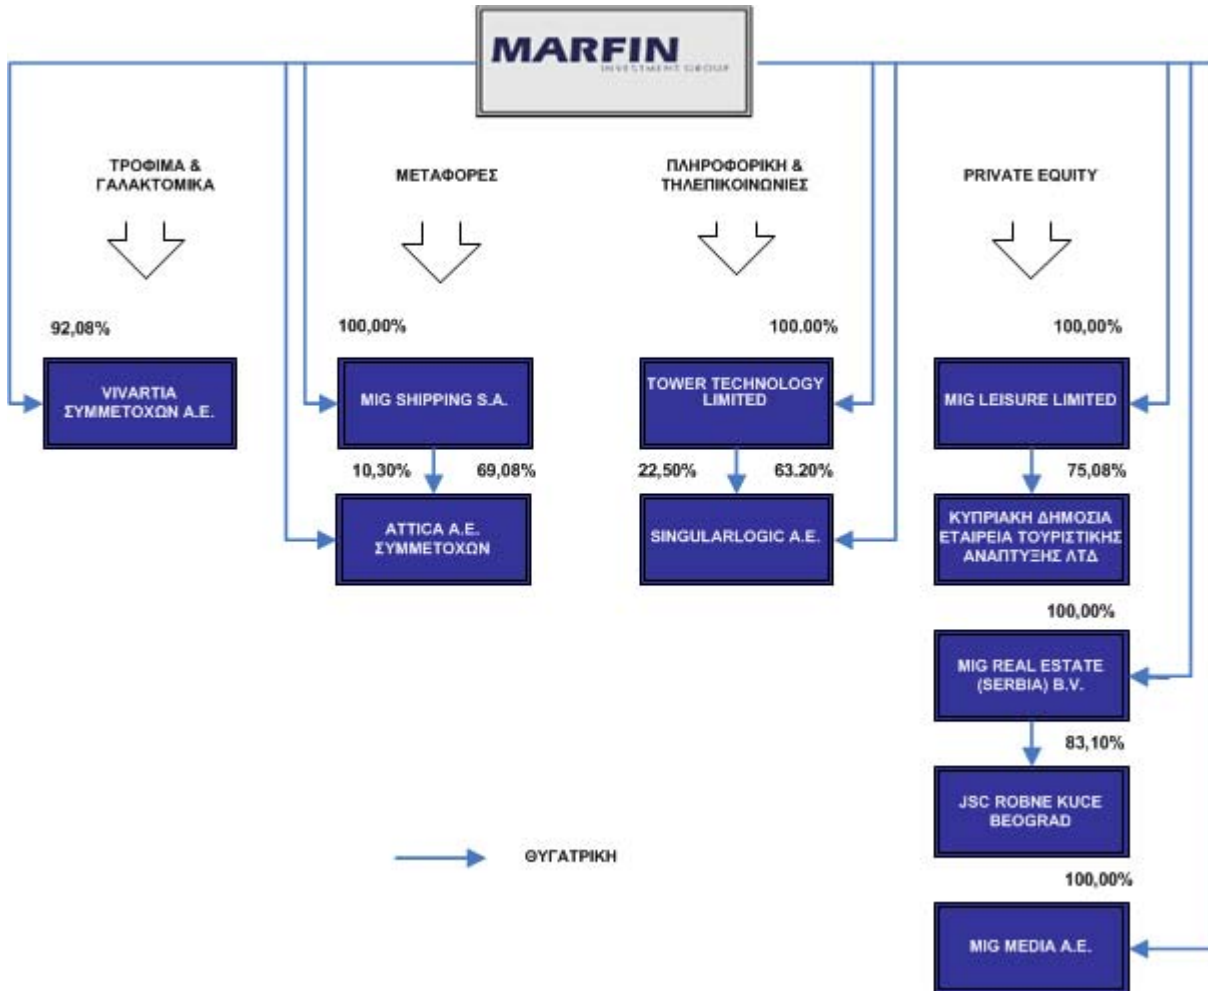 MARFIN
INVESTMENT GROUP
ΤΡΟΦΙΜΑ &
ΓΑΛΑΚΤΟΜΙΚΑ
ΜΕΤΑΦΟΡΕΣ
ΠΛΗΡΟΦΟΡΙΚΗ &
ΤΗΛΕΠΙΚΟΙΝΩΝΙΕΣ
PRIVATE EQUITY
92,08%
100,00%
100.00%
100,00%
VIVARTIA
ΣΥΜΜΕΤΟΧΩΝ Α.Ε.
MIG SHIPPING S.A.
TOWER TECHNOLOGY
LIMITED
MIG LEISURE LIMITED
10,30%
69,08%
22,50%
63.20%
75,08%
ATTICA Α.Ε.
ΣΥΜΜΕΤΟΧΩΝ
SINGULARLOGIC Α.Ε.
ΚΥΠΡΙΑΚΗ ΔΗΜΟΣΙΑ
ΕΤΑΙΡΕΙΑ ΤΟΥΡΙΣΤΙΚΗΣ
ΑΝΑΠΤΥΞΗΣ ΛΤΔ
100,00%
MIG REAL ESTATE
(SERBIA) B.V.
83,10%
JSC ROBNE KUCE
BEOGRAD
ΘΥΓΑΤΡΙΚΗ
100,00%
MIG MEDIA Α.Ε.